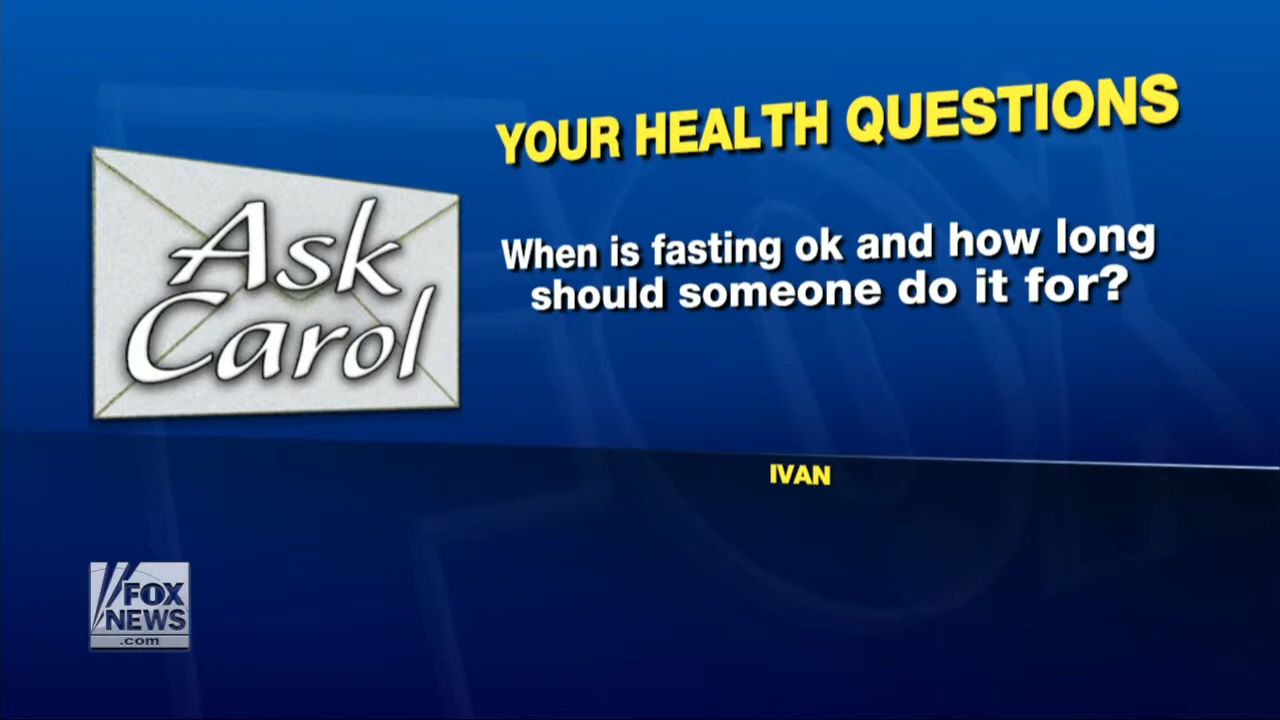 YOUR HEALTH QUESTIONS
Ask
Carol
When is fasting ok and how long
should someone do it for?
IVAN
FOX
NEWS
.com